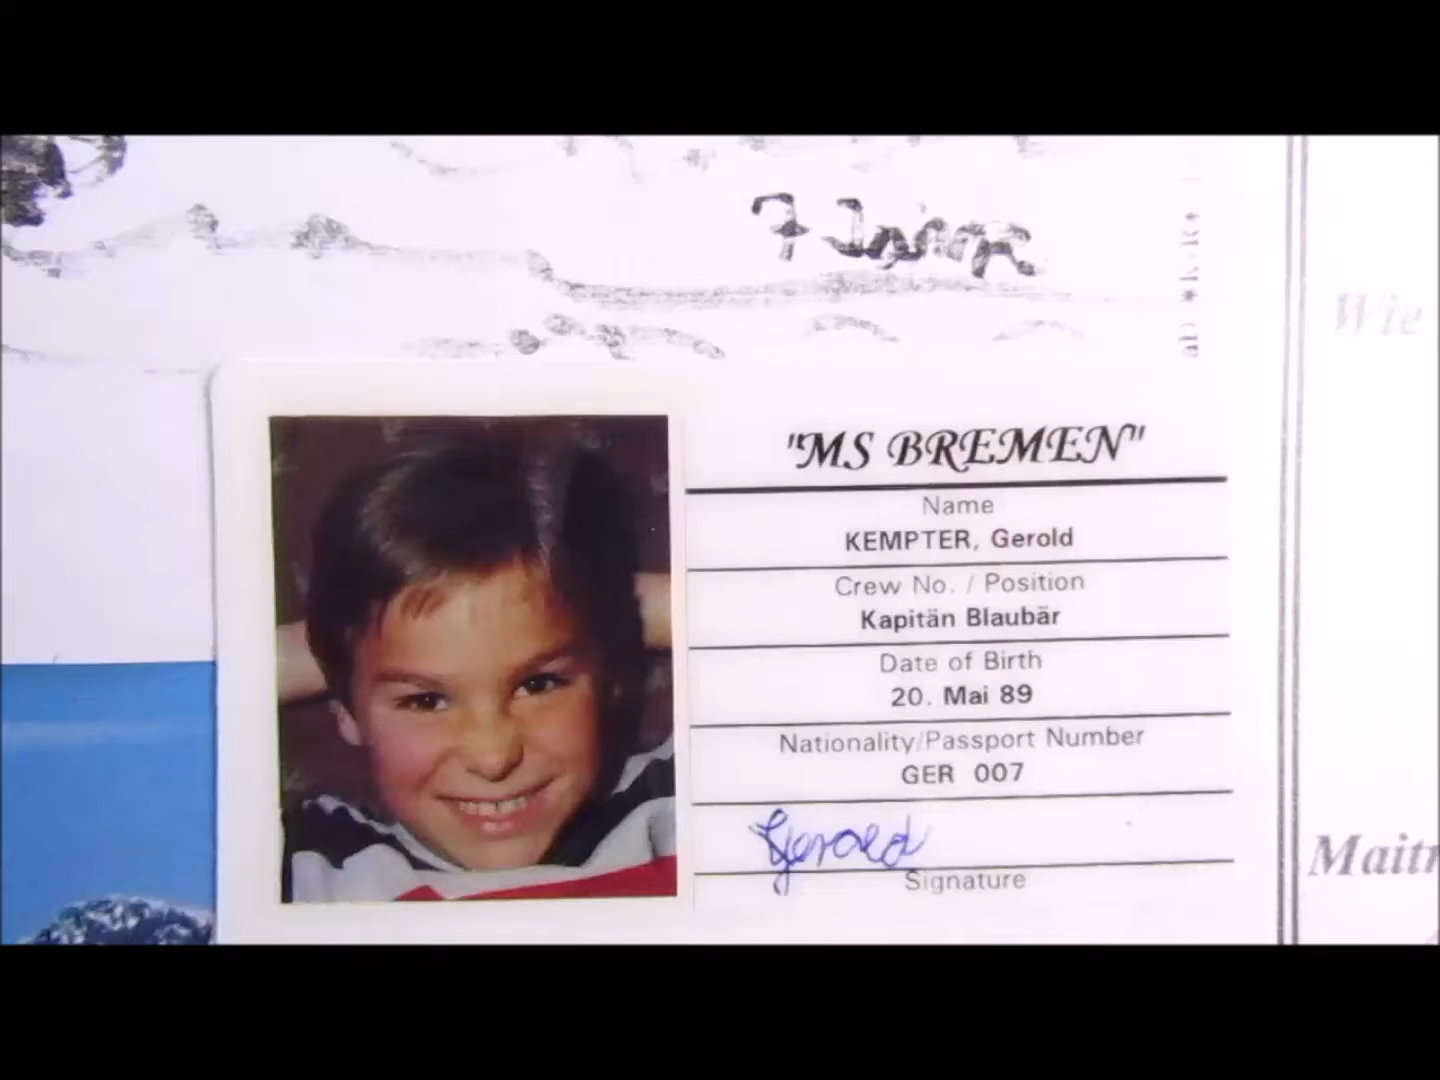 7 Jahre
Wie
"MS BREMEN"
Name
KEMPTER, Gerold
Crew No. / Position
Kapitän Blaubär
Date of Birth
20. Mai 89
Nationality/Passport Number
GER 007
Gerold
Signature